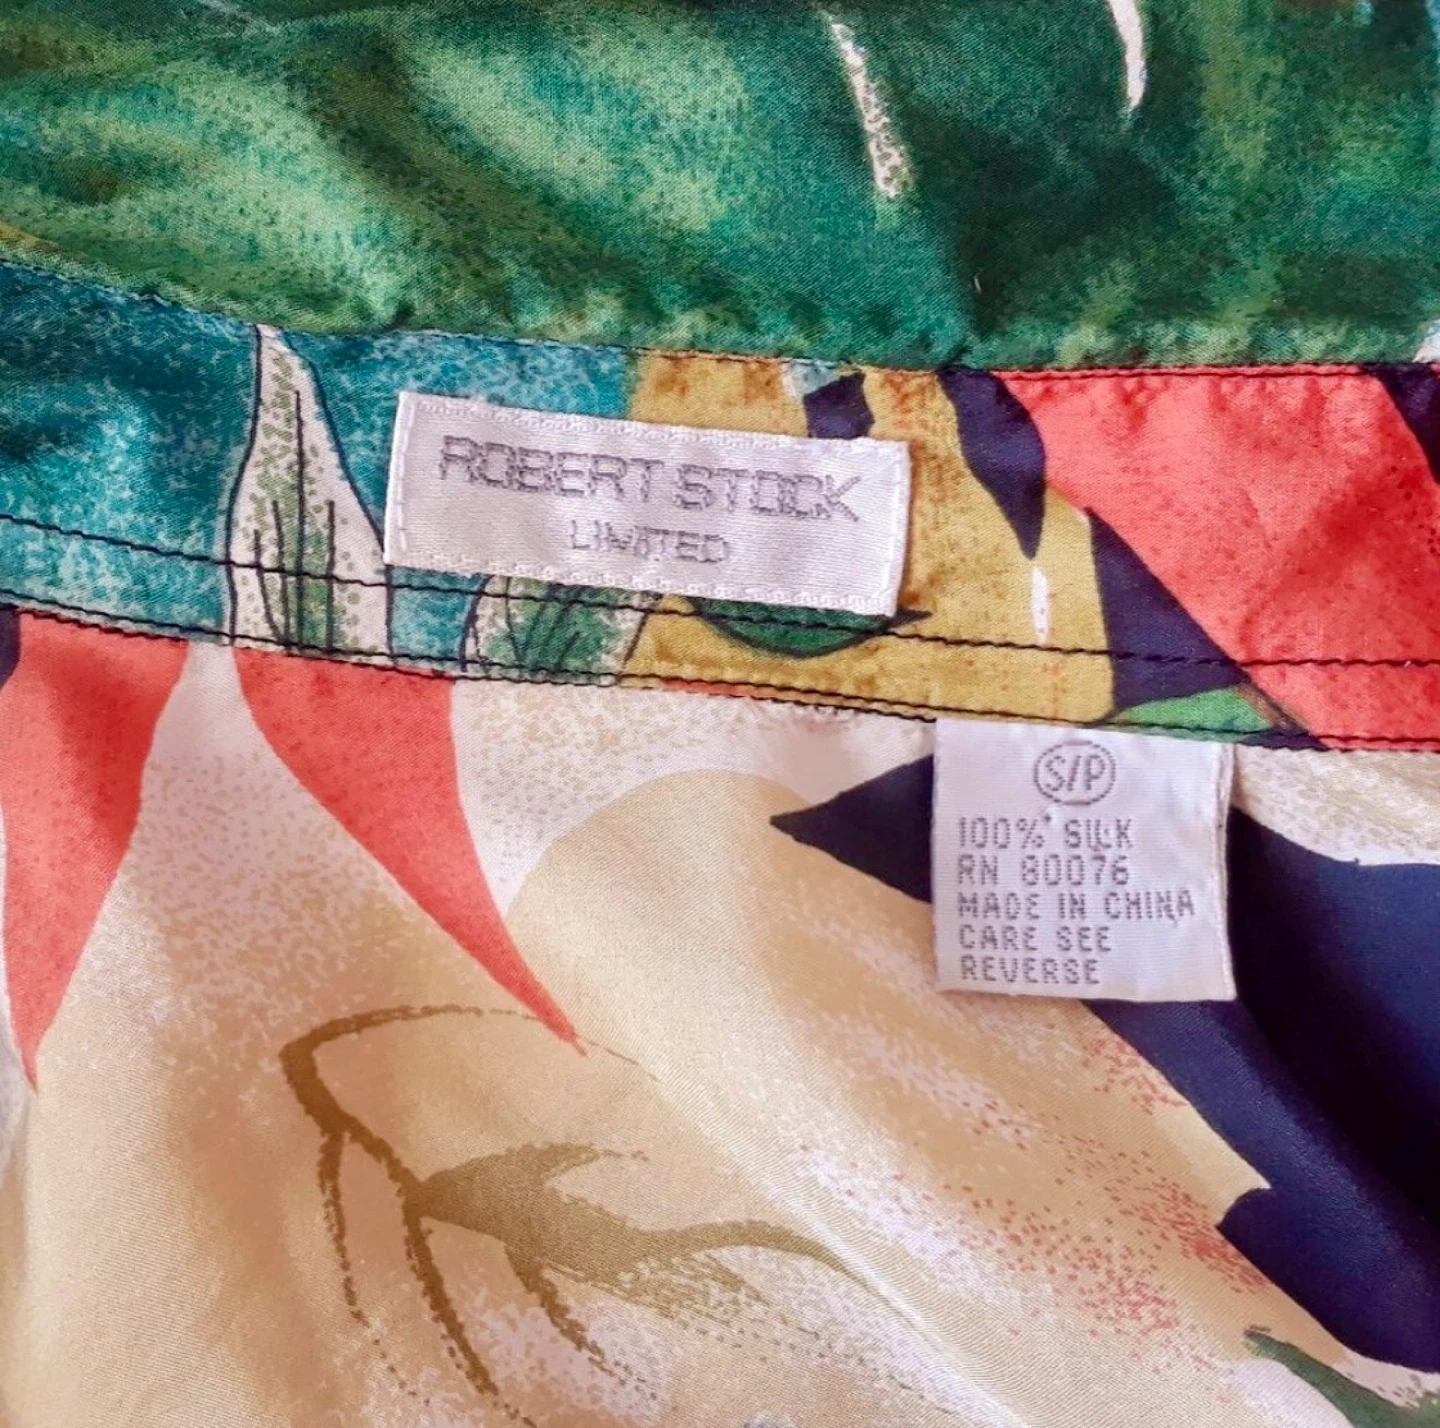 ROBERT STOCK
LIMITED
S/P
100% SILK
RN 80076
MADE IN CHINA
CARE SEE
REVERSE